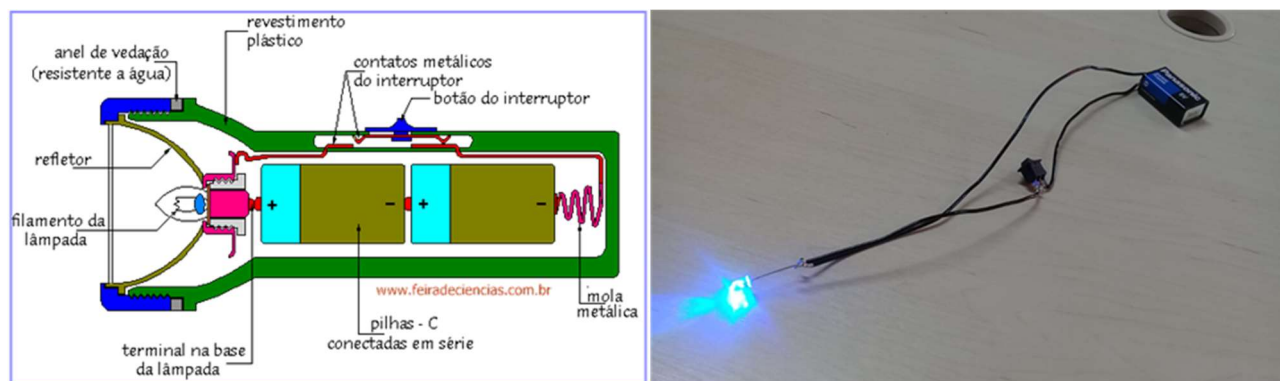 revestimento
plástico
anel de vedação
(resistente a água)
contatos metálicos
do interruptor
botão do interruptor
refletor
filamento da
lâmpada
+
−
+
−
www.feiradeciencias.com.br
mola
metálica
pilhas - C
conectadas em série
terminal na base
da lâmpada
Panasonic